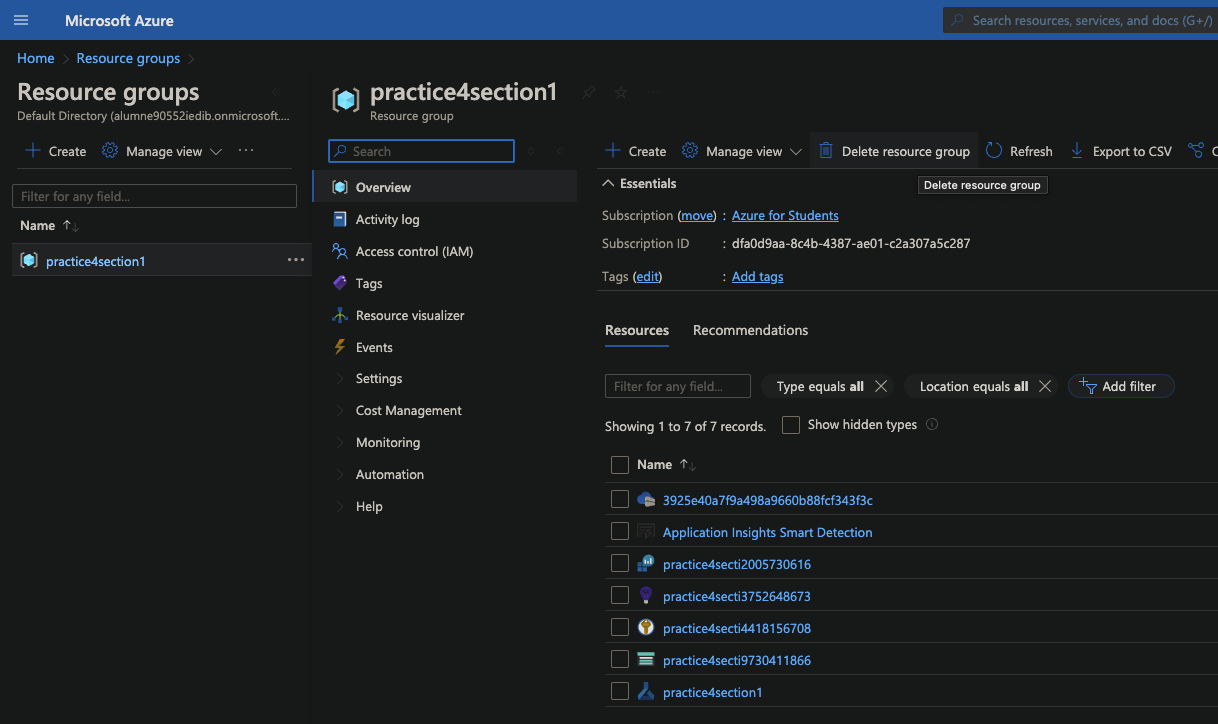 Microsoft Azure
Search resources, services, and docs (G+/)
Home
Resource groups
Resource groups
Default Directory (alumne90552iedib.onmicrosoft....
Create
Manage view
Filter for any field...
Name
practice4section1
practice4section1
Resource group
Search
Overview
Activity log
Access control (IAM)
Tags
Resource visualizer
Events
Settings
Cost Management
Monitoring
Automation
Help
Create
Manage view
Delete resource group
Refresh
Export to CSV
Delete resource group
Essentials
Subscription (move) : Azure for Students
Subscription ID : dfa0d9aa-8c4b-4387-ae01-c2a307a5c287
Tags (edit) : Add tags
Resources Recommendations
Filter for any field... Type equals all Location equals all Add filter
Showing 1 to 7 of 7 records. Show hidden types
Name
3925e40a7f9a498a9660b88fcf343f3c
Application Insights Smart Detection
practice4secti2005730616
practice4secti3752648673
practice4secti4418156708
practice4secti9730411866
practice4section1